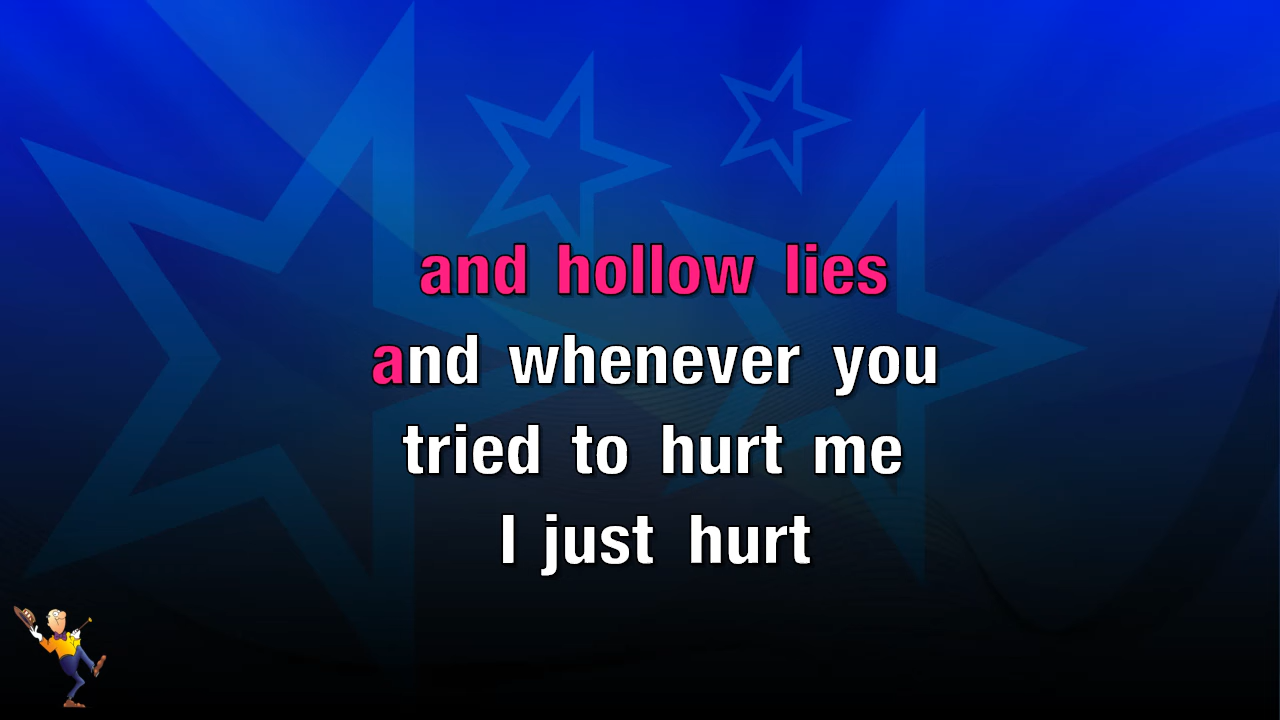 and hollow lies
and whenever you
tried to hurt me
I just hurt